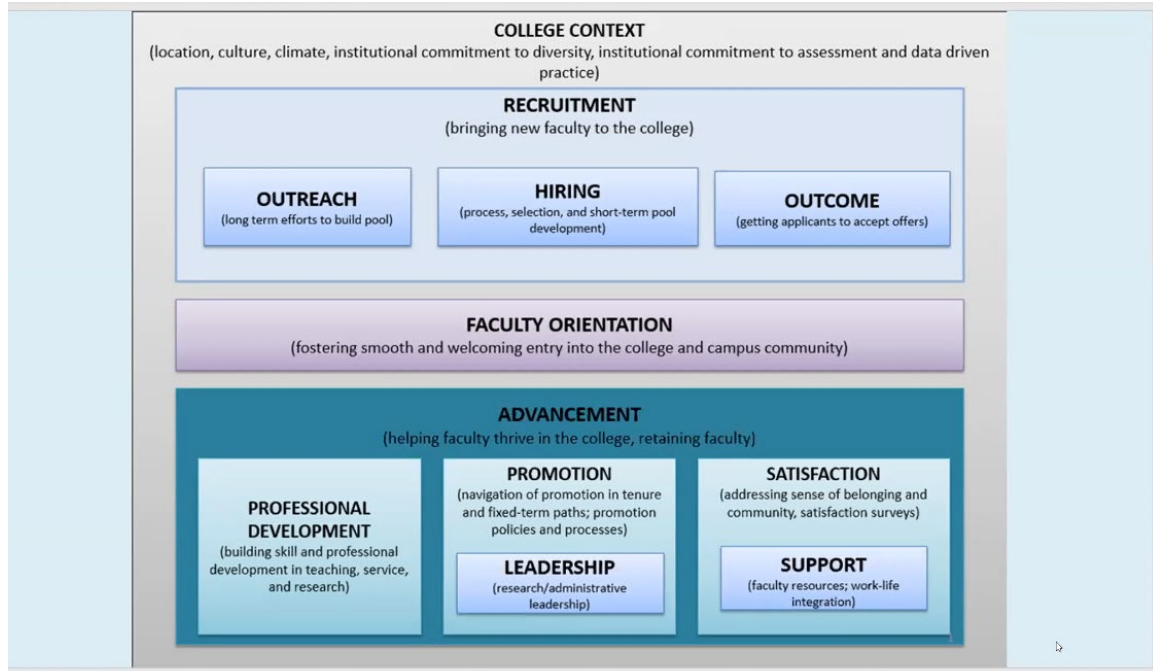 COLLEGE CONTEXT
(location, culture, climate, institutional commitment to diversity, institutional commitment to assessment and data driven
practice)
RECRUITMENT
(bringing new faculty to the college)
OUTREACH
(long term efforts to build pool)
HIRING
(process, selection, and short-term pool
development)
OUTCOME
(getting applicants to accept offers)
FACULTY ORIENTATION
(fostering smooth and welcoming entry into the college and campus community)
ADVANCEMENT
(helping faculty thrive in the college, retaining faculty)
PROFESSIONAL
DEVELOPMENT
(building skill and professional
development in teaching, service,
and research)
PROMOTION
(navigation of promotion in tenure
and fixed-term paths; promotion
policies and processes)
LEADERSHIP
(research/administrative
leadership)
SATISFACTION
(addressing sense of belonging and
community, satisfaction surveys)
SUPPORT
(faculty resources; work-life
integration)